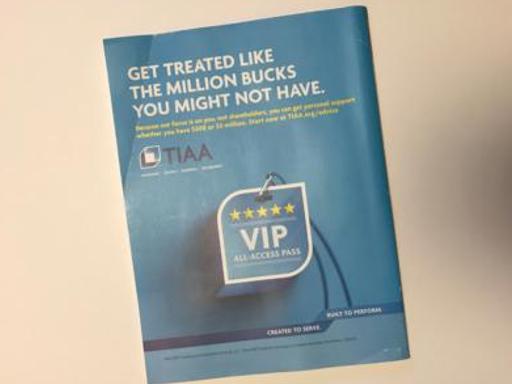 GET TREATED LIKE
THE MILLION BUCKS
YOU MIGHT NOT HAVE.
Because our focus is on you, not shareholders, you can get personal support
whether you have $500 or $5 million. Start now at TIAA.org/advice
TIAA
VIP
ALL-ACCESS PASS
BUILT TO PERFORM.
CREATED TO SERVE.